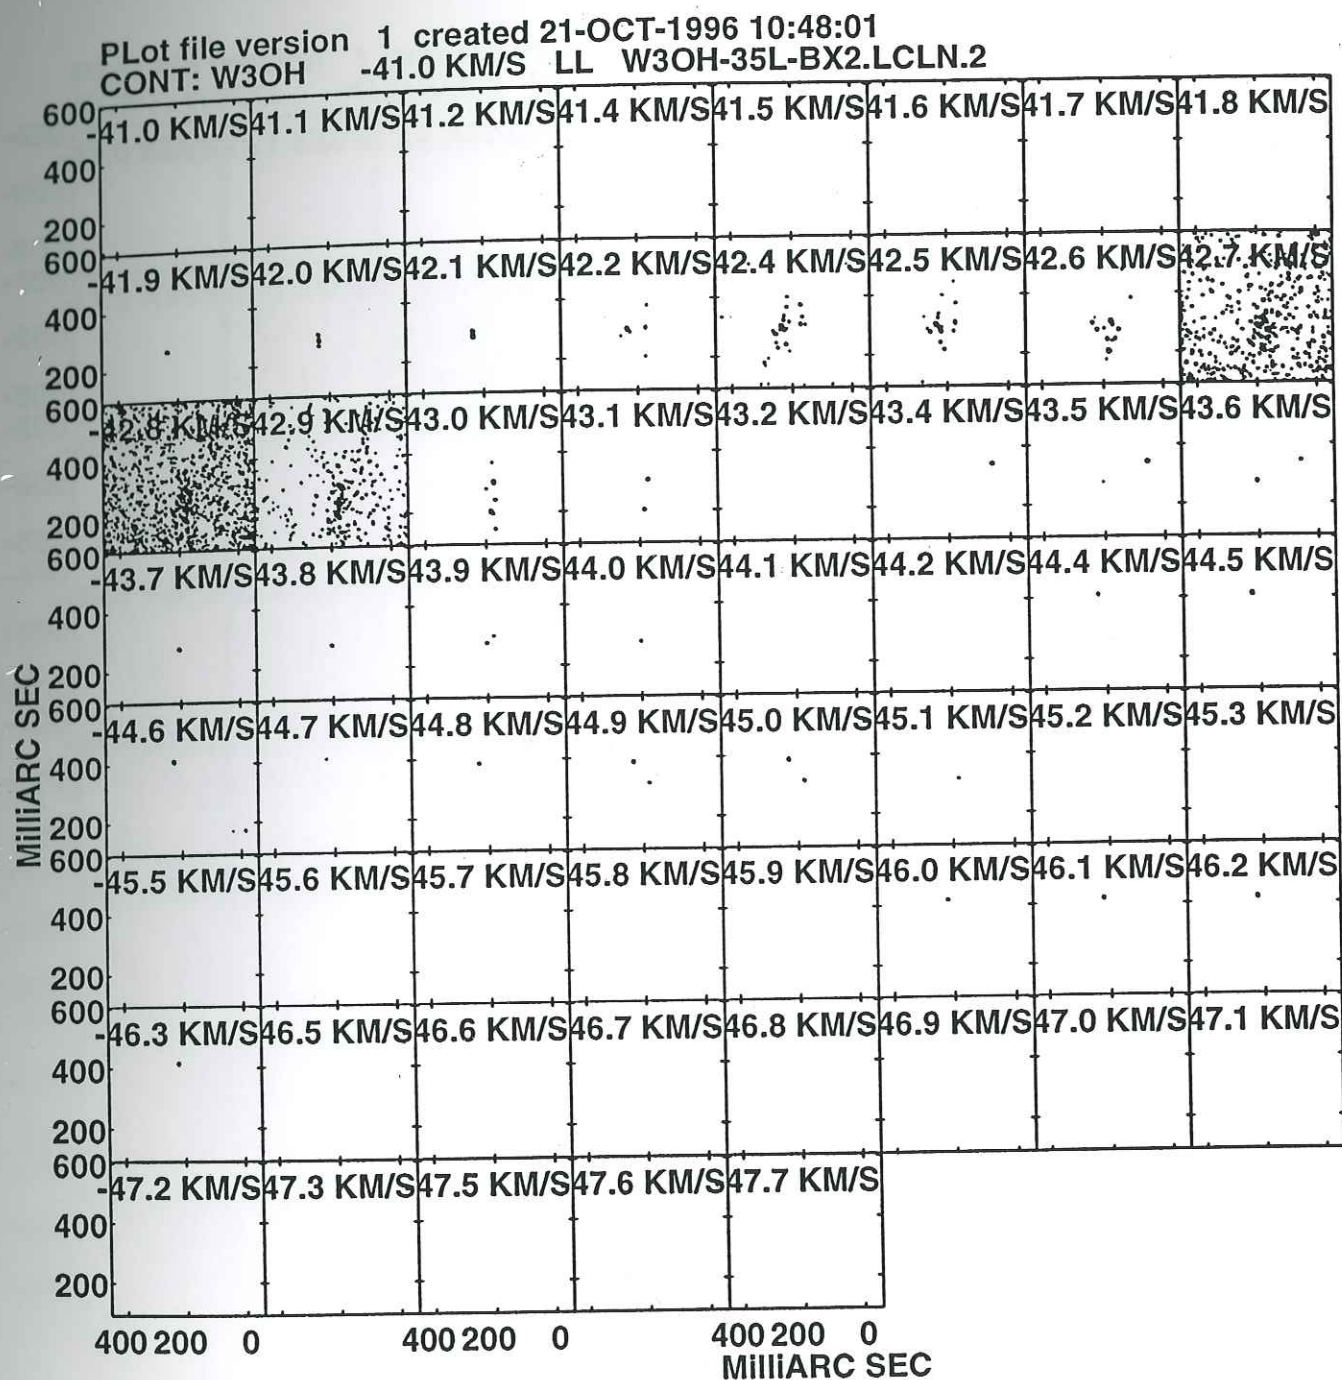 PLot file version 1 created 21-OCT-1996 10:48:01
CONT: W3OH -41.0 KM/S LL W3OH-35L-BX2.LCLN.2
600 -41.0 KM/S 41.1 KM/S 41.2 KM/S 41.4 KM/S 41.5 KM/S 41.6 KM/S 41.7 KM/S 41.8 KM/S
400
200
600 -41.9 KM/S 42.0 KM/S 42.1 KM/S 42.2 KM/S 42.4 KM/S 42.5 KM/S 42.6 KM/S 42.7 KM/S
400
200
600 -42.8 KM/S 42.9 KM/S 43.0 KM/S 43.1 KM/S 43.2 KM/S 43.4 KM/S 43.5 KM/S 43.6 KM/S
400
200
600 -43.7 KM/S 43.8 KM/S 43.9 KM/S 44.0 KM/S 44.1 KM/S 44.2 KM/S 44.4 KM/S 44.5 KM/S
400
200
600 -44.6 KM/S 44.7 KM/S 44.8 KM/S 44.9 KM/S 45.0 KM/S 45.1 KM/S 45.2 KM/S 45.3 KM/S
400
200
600 -45.5 KM/S 45.6 KM/S 45.7 KM/S 45.8 KM/S 45.9 KM/S 46.0 KM/S 46.1 KM/S 46.2 KM/S
400
200
600 -46.3 KM/S 46.5 KM/S 46.6 KM/S 46.7 KM/S 46.8 KM/S 46.9 KM/S 47.0 KM/S 47.1 KM/S
400
200
600 -47.2 KM/S 47.3 KM/S 47.5 KM/S 47.6 KM/S 47.7 KM/S
400
200
MilliARC SEC
400 200 0 400 200 0 400 200 0
MilliARC SEC